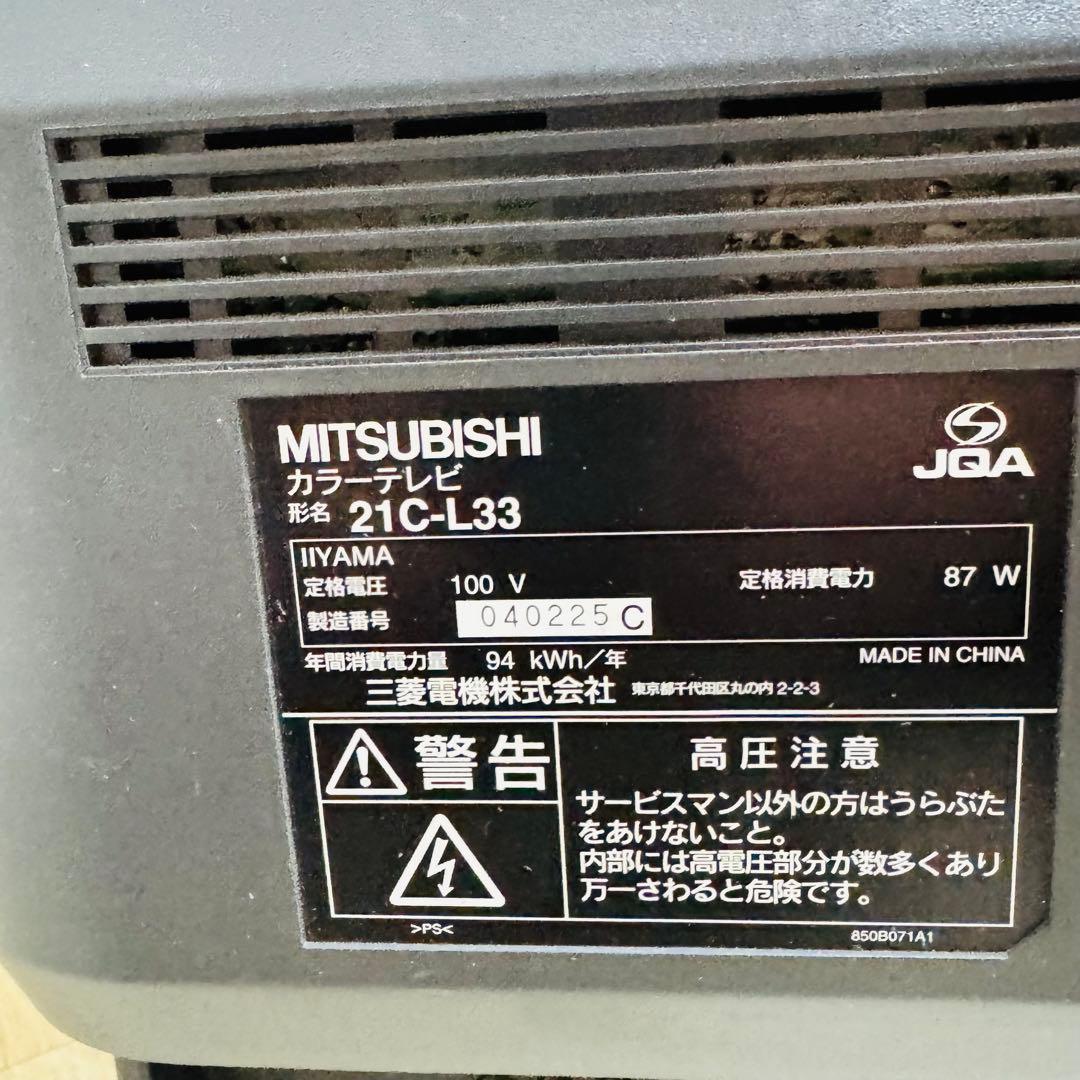 MITSUBISHI
JQA
カラーテレビ
形名 21C-L33
IIYAMA
定格電圧 100 V 定格消費電力 87 W
製造番号 040225 C
年間消費電力量 94 kWh/年 MADE IN CHINA
三菱電機株式会社 東京都千代田区丸の内2-2-3
警告
高圧注意
サービスマン以外の方はうらぶた
をあけないこと。
内部には高電圧部分が数多くあり
万一さわると危険です。
>PS<
850B071A1